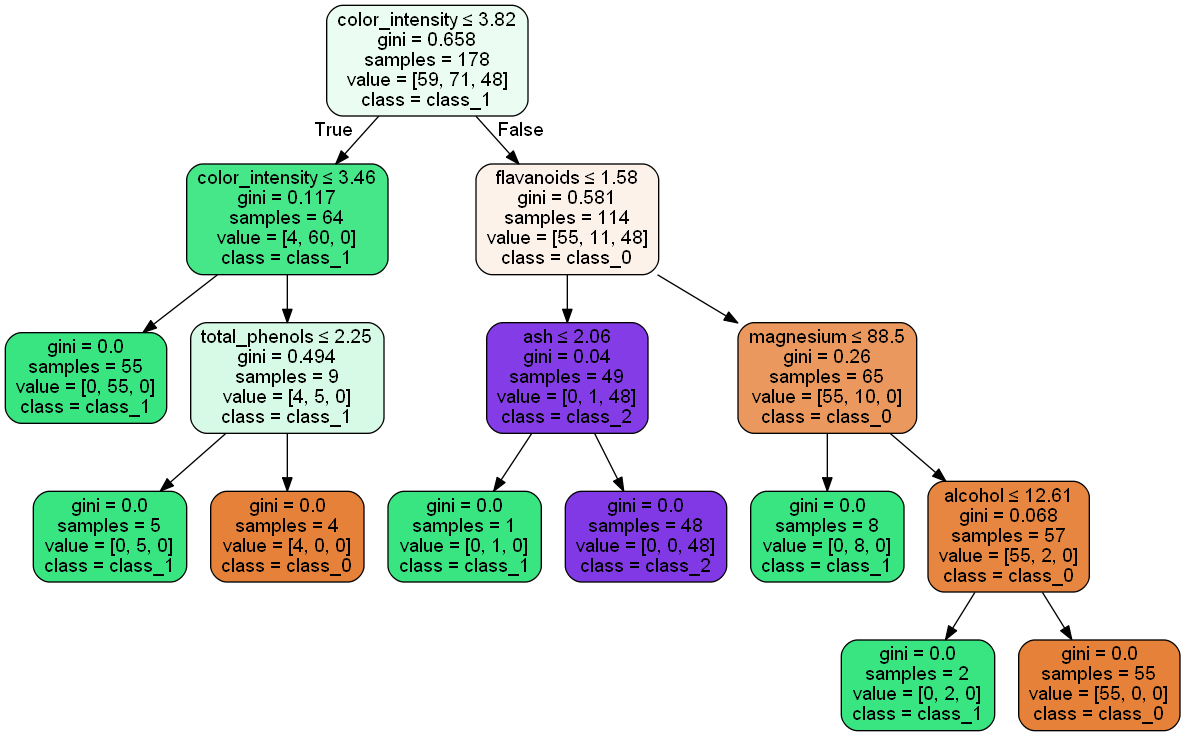 color_intensity ≤ 3.82
gini = 0.658
samples = 178
value = [59, 71, 48]
class = class_1
True
False
color_intensity ≤ 3.46
gini = 0.117
samples = 64
value = [4, 60, 0]
class = class_1
flavanoids ≤ 1.58
gini = 0.581
samples = 114
value = [55, 11, 48]
class = class_0
gini = 0.0
samples = 55
value = [0, 55, 0]
class = class_1
total_phenols ≤ 2.25
gini = 0.494
samples = 9
value = [4, 5, 0]
class = class_1
ash ≤ 2.06
gini = 0.04
samples = 49
value = [0, 1, 48]
class = class_2
magnesium ≤ 88.5
gini = 0.26
samples = 65
value = [55, 10, 0]
class = class_0
gini = 0.0
samples = 5
value = [0, 5, 0]
class = class_1
gini = 0.0
samples = 4
value = [4, 0, 0]
class = class_0
gini = 0.0
samples = 1
value = [0, 1, 0]
class = class_1
gini = 0.0
samples = 48
value = [0, 0, 48]
class = class_2
gini = 0.0
samples = 8
value = [0, 8, 0]
class = class_1
alcohol ≤ 12.61
gini = 0.068
samples = 57
value = [55, 2, 0]
class = class_0
gini = 0.0
samples = 2
value = [0, 2, 0]
class = class_1
gini = 0.0
samples = 55
value = [55, 0, 0]
class = class_0